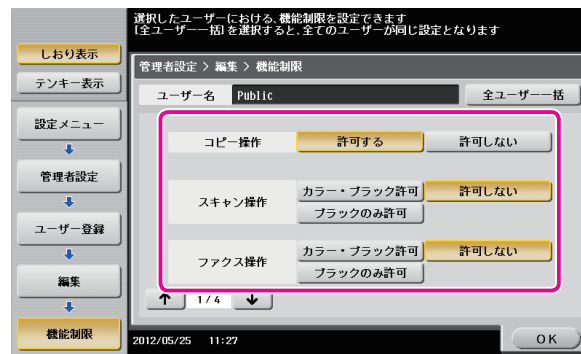 選択したユーザーにおける、機能制限を設定できます
[全ユーザー一括]を選択すると、全てのユーザーが同じ設定となります
しおり表示
テンキー表示
設定メニュー
管理者設定
ユーザー登録
編集
機能制限
管理者設定 > 編集 > 機能制限
ユーザー名 Public 全ユーザー一括
コピー操作 許可する 許可しない
スキャン操作 カラー・ブラック許可 許可しない
ブラックのみ許可
ファクス操作 カラー・ブラック許可 許可しない
ブラックのみ許可
↑ 1/4 ↓
2012/05/25 11:27 OK